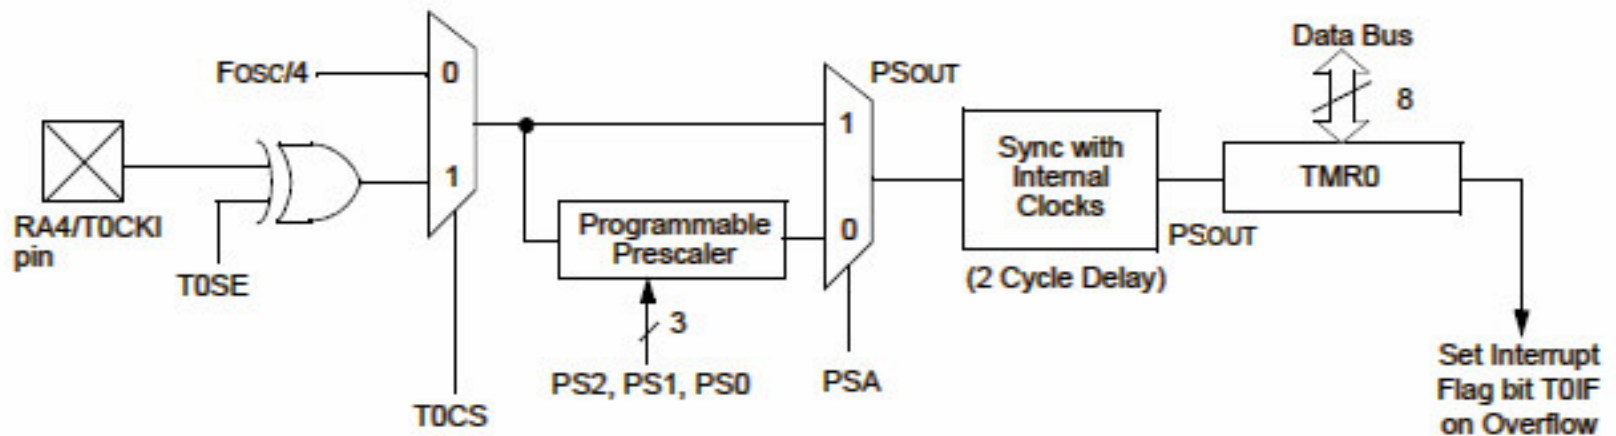 Data Bus
8
FOSC/4
0
PSOUT
1
RA4/T0CKI
pin
1
T0SE
T0CS
Programmable
Prescaler
3
PS2, PS1, PS0
0
PSA
Sync with
Internal
Clocks
(2 Cycle Delay)
PSOUT
TMR0
Set Interrupt
Flag bit T0IF
on Overflow